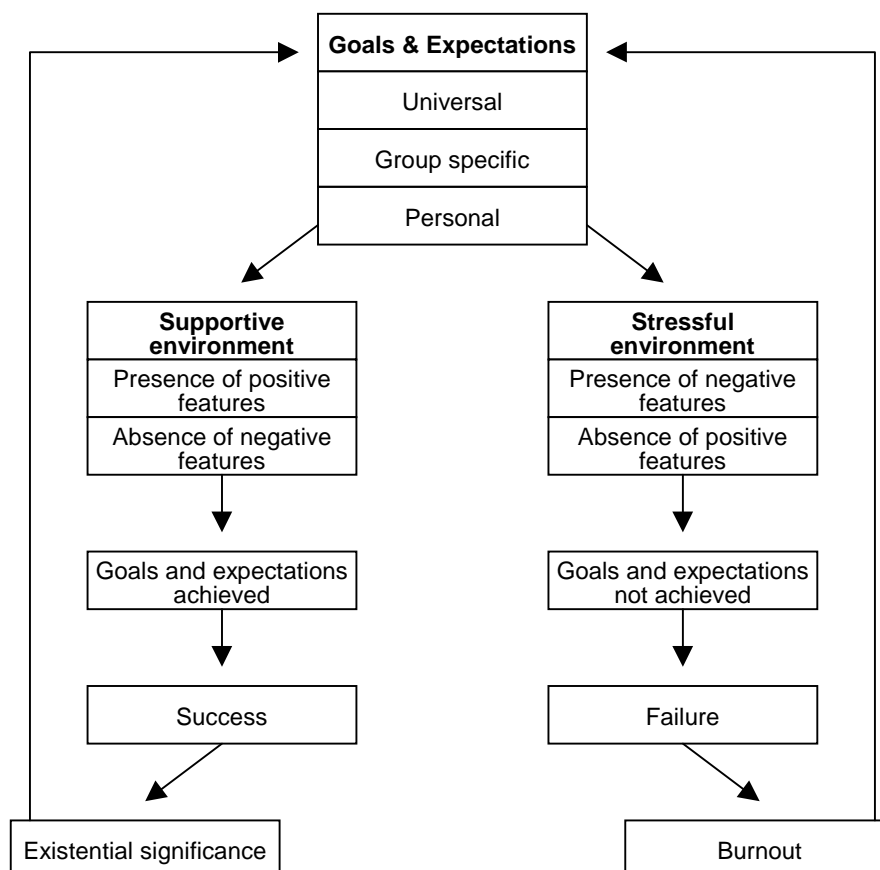 Goals & Expectations
Universal
Group specific
Personal
Supportive
environment
Presence of positive
features
Absence of negative
features
Goals and expectations
achieved
Success
Existential significance
Stressful
environment
Presence of negative
features
Absence of positive
features
Goals and expectations
not achieved
Failure
Burnout